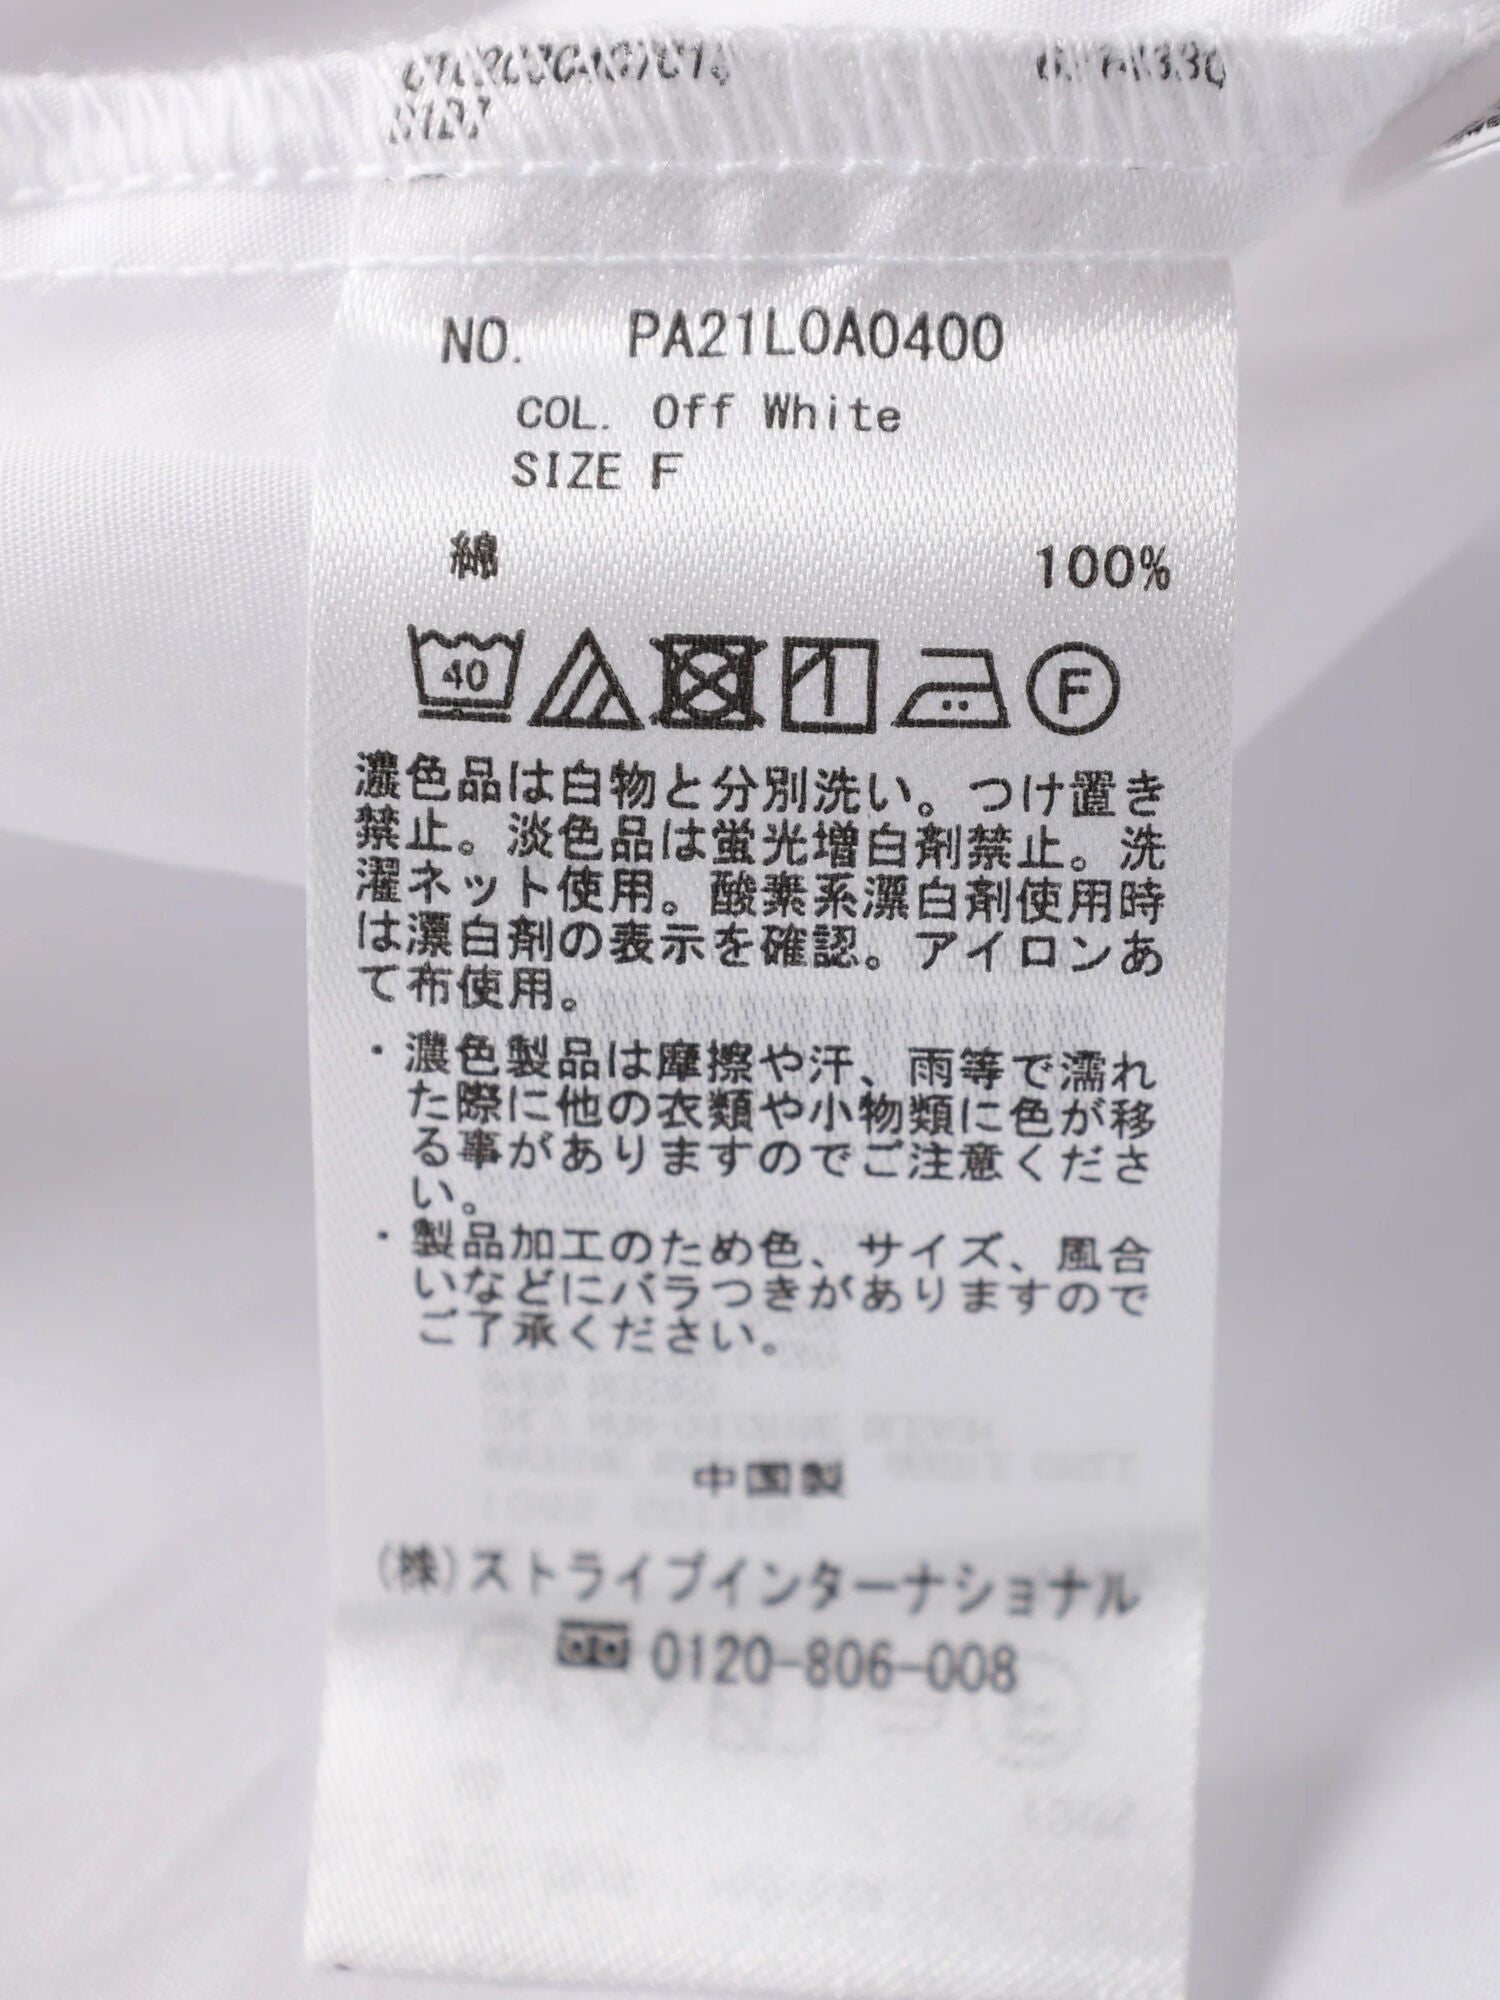 NO. PA21L0A0400
COL. Off White
SIZE F
綿 100%
40
F
濃色品は白物と分別洗い。つけ置き
禁止。淡色品は蛍光増白剤禁止。洗
濯ネット使用。酸素系漂白剤使用時
は漂白剤の表示を確認。アイロンあ
て布使用。
・濃色製品は摩擦や汗、雨等で濡れ
た際に他の衣類や小物類に色が移
る事がありますのでご注意くださ
い。
・製品加工のため色、サイズ、風合
いなどにバラつきがありますので
ご了承ください。
中国製
(株)ストライプインターナショナル
0120-806-008